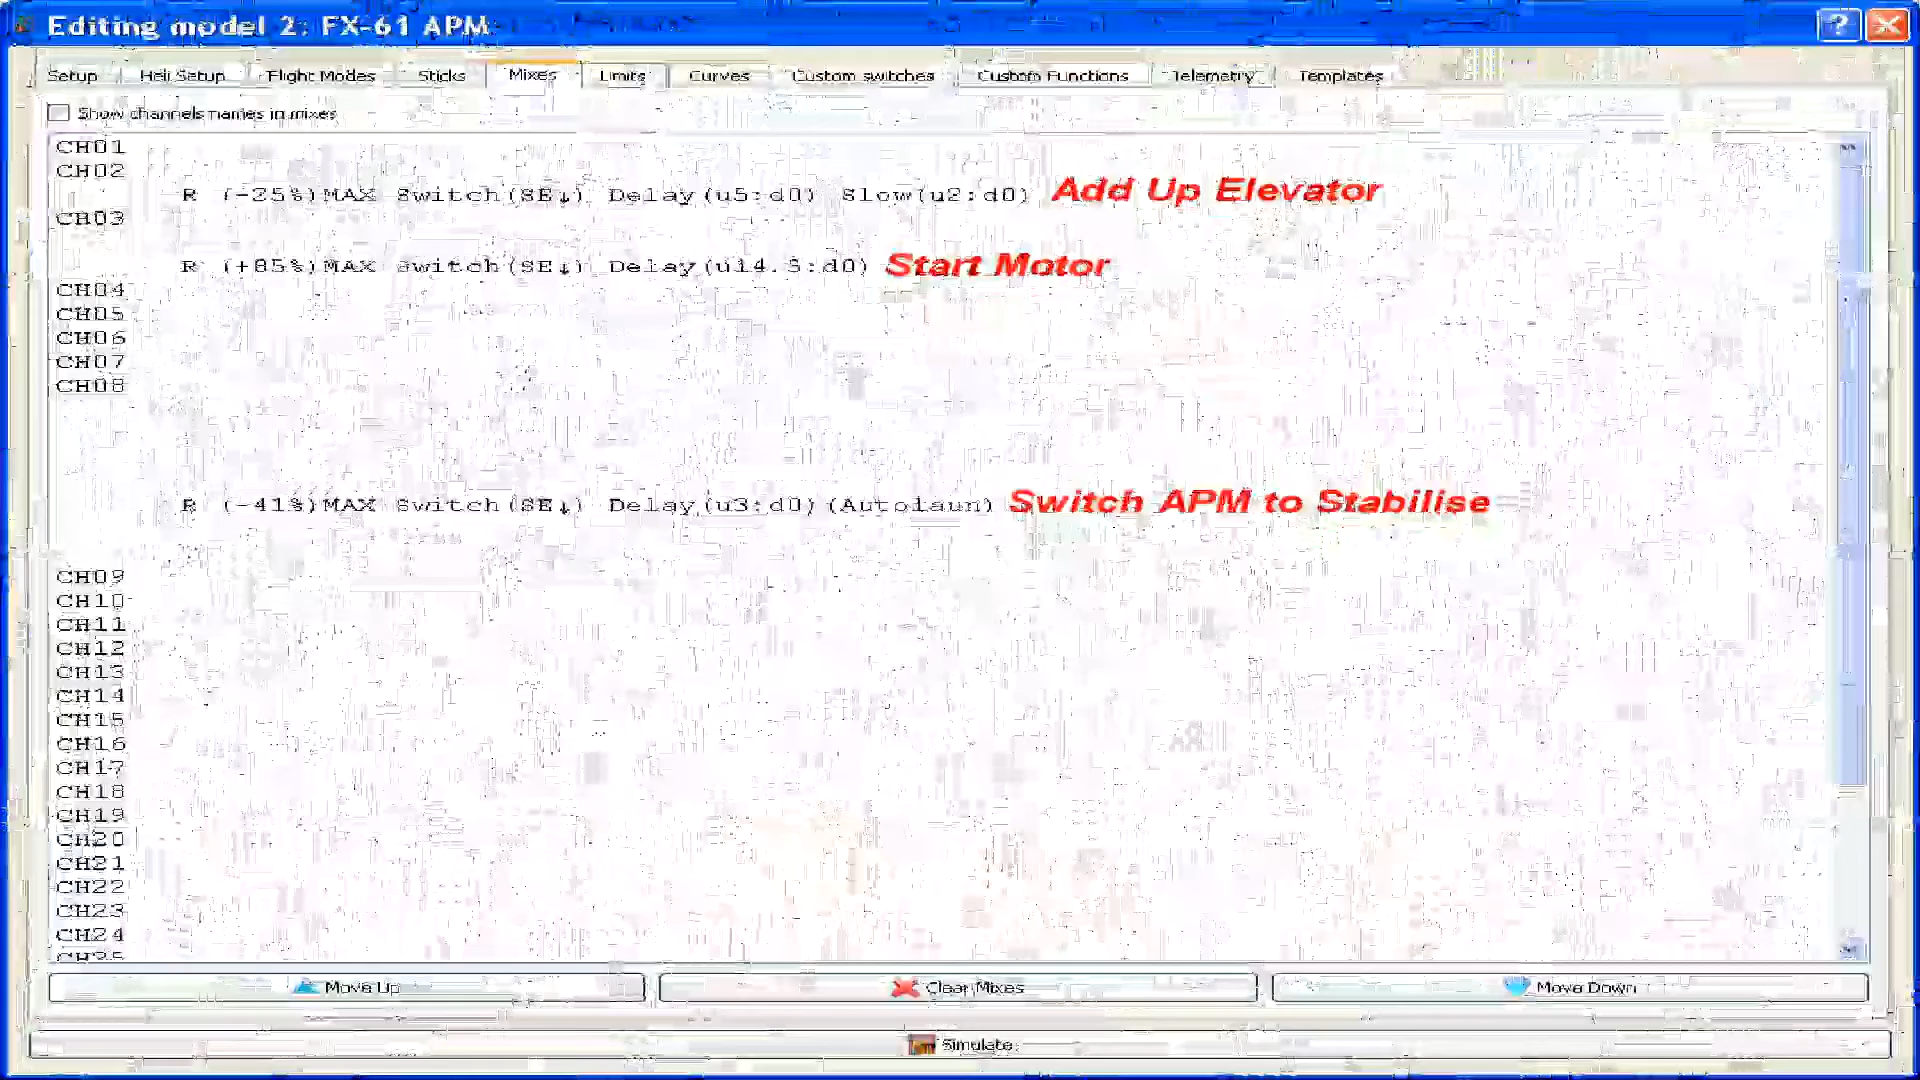 Editing model 2: FX-61 APM
Setup Heli Setup Flight Modes Sticks Mixes Limits Curves Custom switches Custom Functions Telemetry Templates
Show channels names in mixes
CH01
CH02
R (-25%)MAX Switch(SE↓) Delay(u5:d0) Slow(u2:d0) Add Up Elevator
CH03
R (+85%)MAX Switch(SE↓) Delay(u14.5:d0) Start Motor
CH04
CH05
CH06
CH07
CH08
R (-41%)MAX Switch(SE↓) Delay(u3:d0)(Autolaun) Switch APM to Stabilise
CH09
CH10
CH11
CH12
CH13
CH14
CH15
CH16
CH17
CH18
CH19
CH20
CH21
CH22
CH23
CH24
CH25
Move Up Clear Mixes Move Down
Simulate